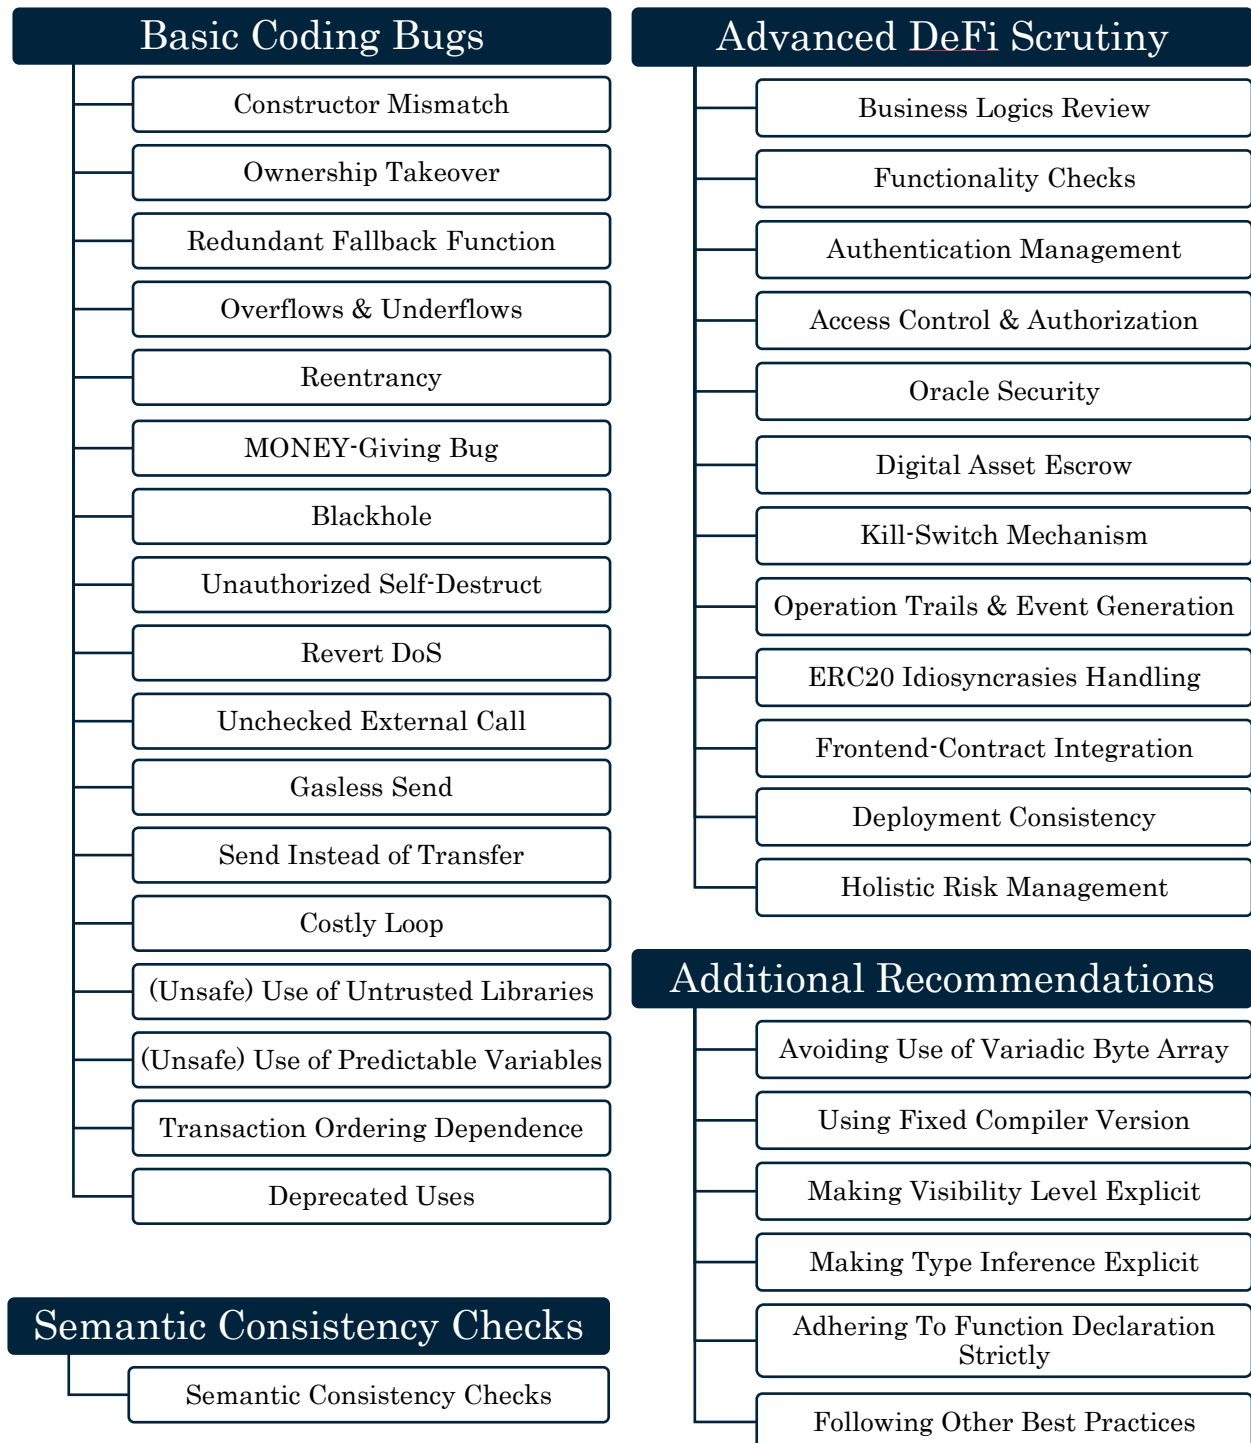 Basic Coding Bugs
Constructor Mismatch
Ownership Takeover
Redundant Fallback Function
Overflows & Underflows
Reentrancy
MONEY-Giving Bug
Blackhole
Unauthorized Self-Destruct
Revert DoS
Unchecked External Call
Gasless Send
Send Instead of Transfer
Costly Loop
(Unsafe) Use of Untrusted Libraries
(Unsafe) Use of Predictable Variables
Transaction Ordering Dependence
Deprecated Uses
Semantic Consistency Checks
Semantic Consistency Checks
Advanced DeFi Scrutiny
Business Logics Review
Functionality Checks
Authentication Management
Access Control & Authorization
Oracle Security
Digital Asset Escrow
Kill-Switch Mechanism
Operation Trails & Event Generation
ERC20 Idiosyncrasies Handling
Frontend-Contract Integration
Deployment Consistency
Holistic Risk Management
Additional Recommendations
Avoiding Use of Variadic Byte Array
Using Fixed Compiler Version
Making Visibility Level Explicit
Making Type Inference Explicit
Adhering To Function Declaration
Strictly
Following Other Best Practices